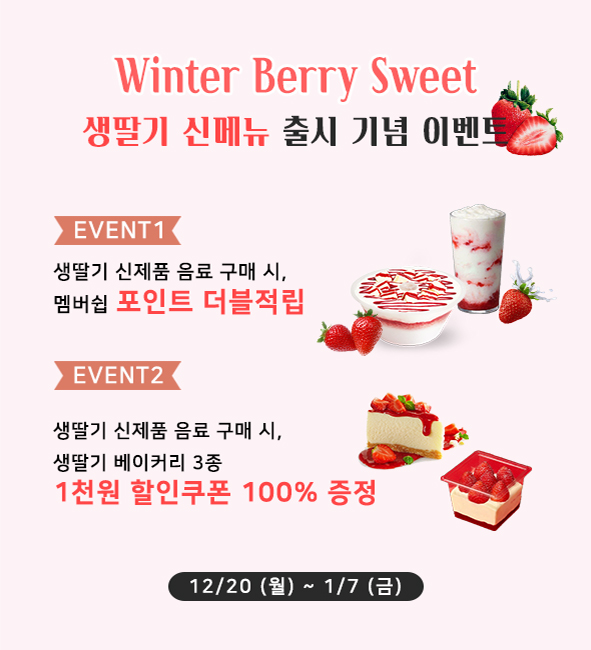 Winter Berry Sweet
생딸기 신메뉴 출시 기념 이벤트
EVENT1
생딸기 신제품 음료 구매 시,
멤버쉽 포인트 더블적립
EVENT2
생딸기 신제품 음료 구매 시,
생딸기 베이커리 3종
1천원 할인쿠폰 100% 증정
12/20 (월) ~ 1/7 (금)